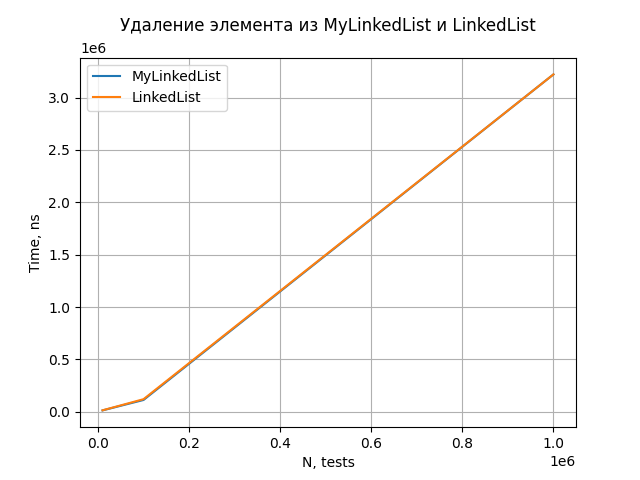 Удаление элемента из MyLinkedList и LinkedList
1e6
MyLinkedList
LinkedList
3.0
2.5
2.0
1.5
1.0
0.5
0.0
Time, ns
0.0 0.2 0.4 0.6 0.8 1.0
1e6
N, tests